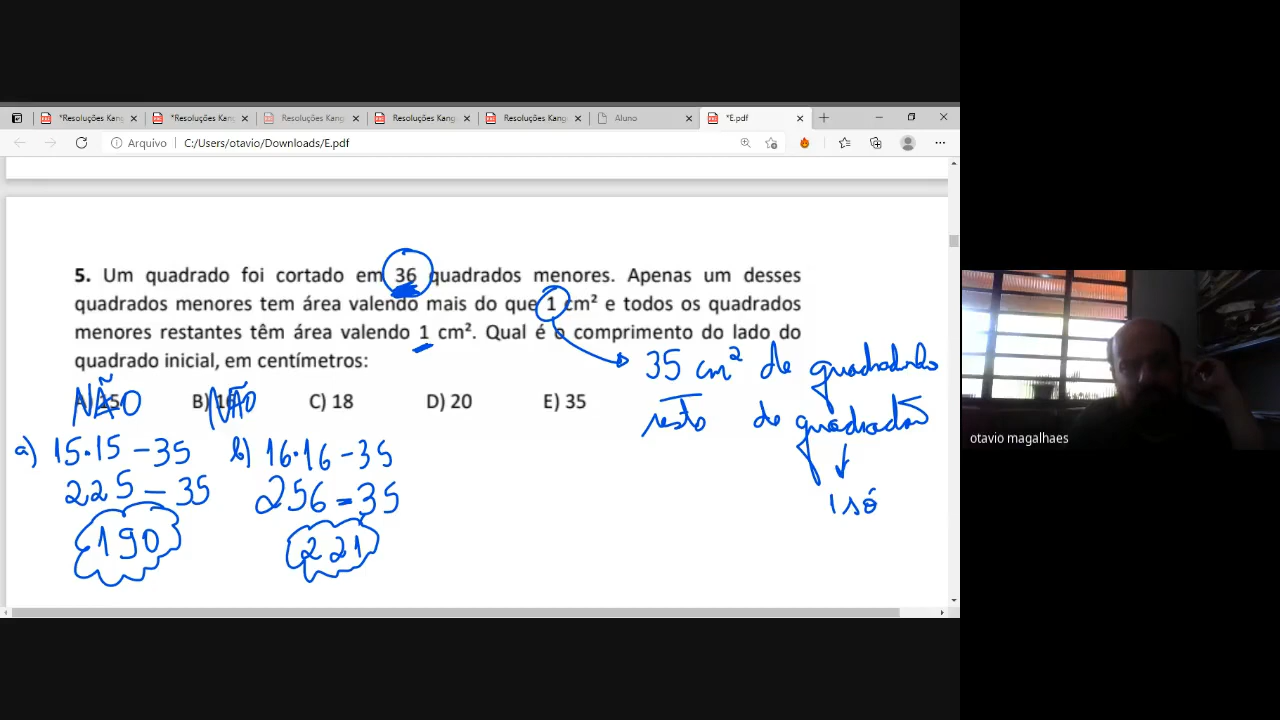 *Resoluções Kang
*Resoluções Kang
Resoluções Kang
Resoluções Kang
Resoluções Kang
Aluno
*E.pdf
Arquivo
C:/Users/otavio/Downloads/E.pdf
5. Um quadrado foi cortado em 36 quadrados menores. Apenas um desses
quadrados menores tem área valendo mais do que 1 cm² e todos os quadrados
menores restantes têm área valendo 1 cm². Qual é o comprimento do lado do
quadrado inicial, em centímetros:
35 cm² de quadradinho
NÃO B) NÃO C) 18 D) 20 E) 35
resto de quadradão
a) 15·15 - 35 b) 16·16 - 35
225 - 35 256 - 35
1 só
190 221
otavio magalhaes